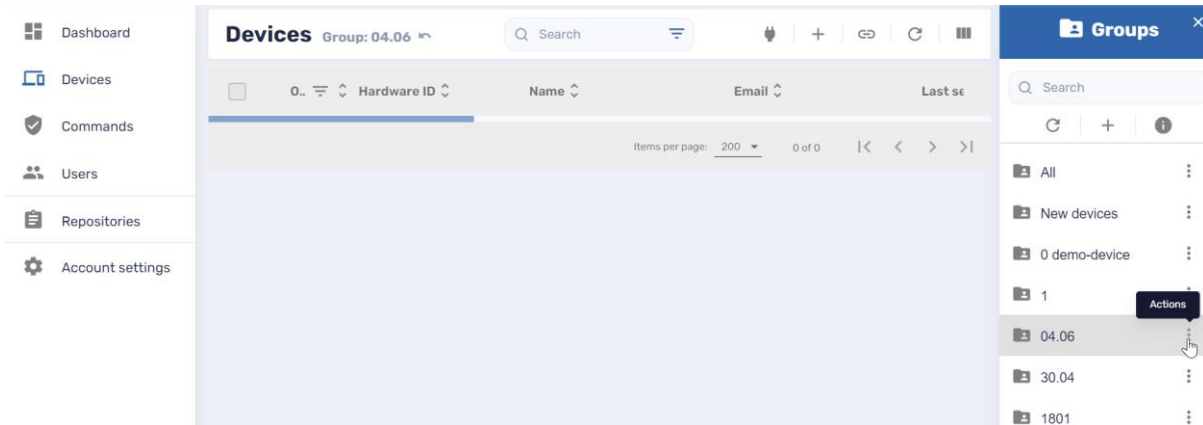 Dashboard
Devices
Commands
Users
Repositories
Account settings
Devices Group: 04.06
Search
O.. Hardware ID Name Email Last se
Items per page: 200 0 of 0
Groups
Search
All
New devices
0 demo-device
1
Actions
04.06
30.04
1801